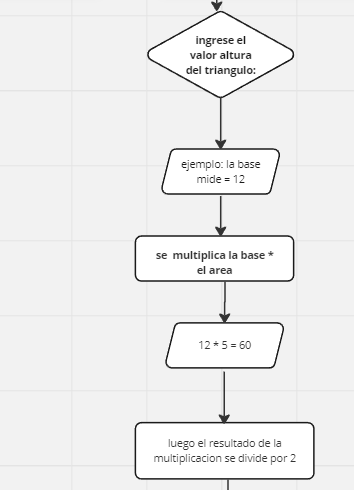 ingrese el
valor altura
del triangulo:
ejemplo: la base
mide = 12
se multiplica la base *
el area
12 * 5 = 60
luego el resultado de la
multiplicacion se divide por 2